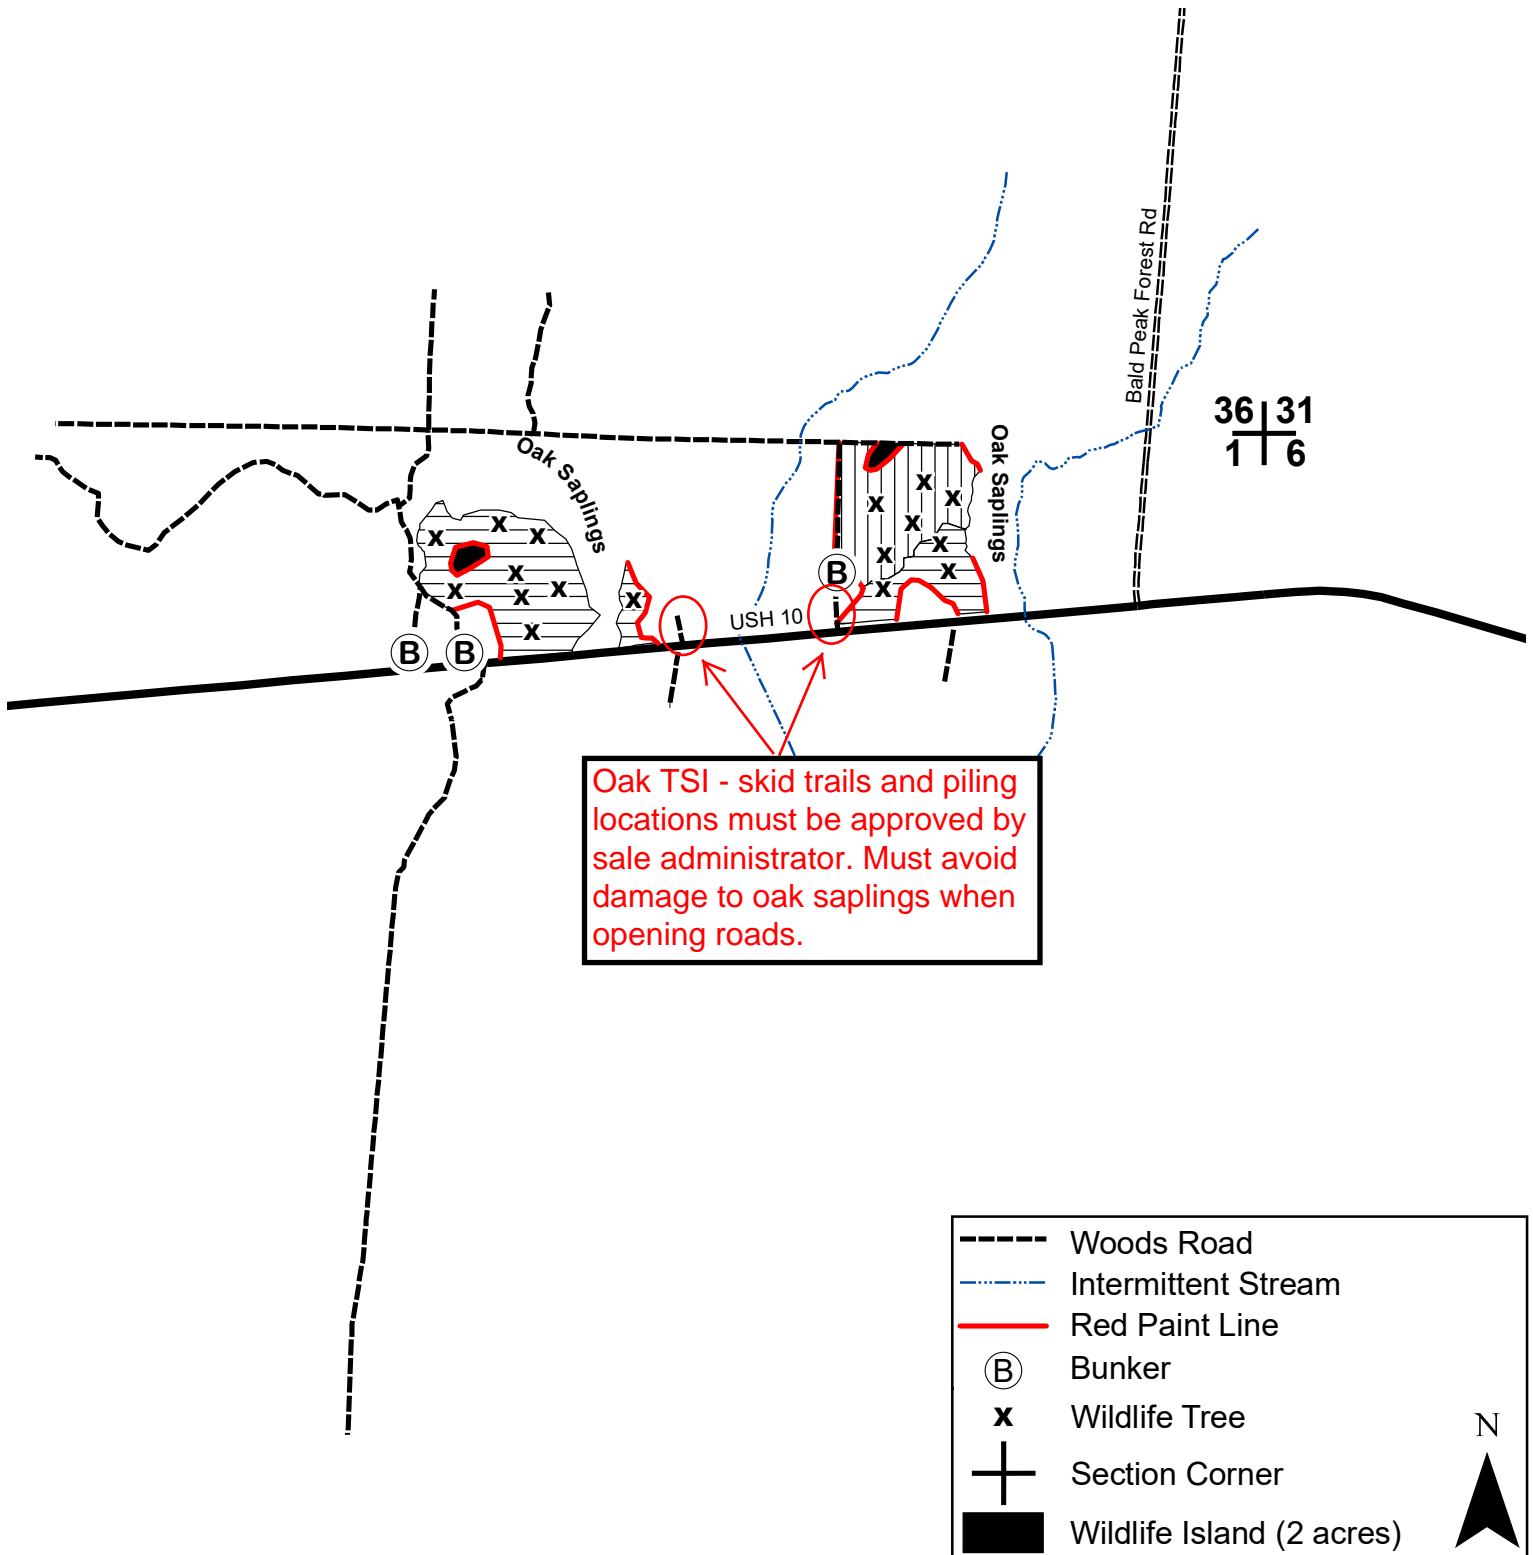 Bald Peak Forest Rd
36 31
1 6
Oak Saplings
Oak Saplings
x x x x x x x x x
x
x x x x x x x x
B
B B
USH 10
Oak TSI - skid trails and piling
locations must be approved by
sale administrator. Must avoid
damage to oak saplings when
opening roads.
Woods Road
Intermittent Stream
Red Paint Line
B Bunker
x Wildlife Tree
Section Corner
Wildlife Island (2 acres)
N